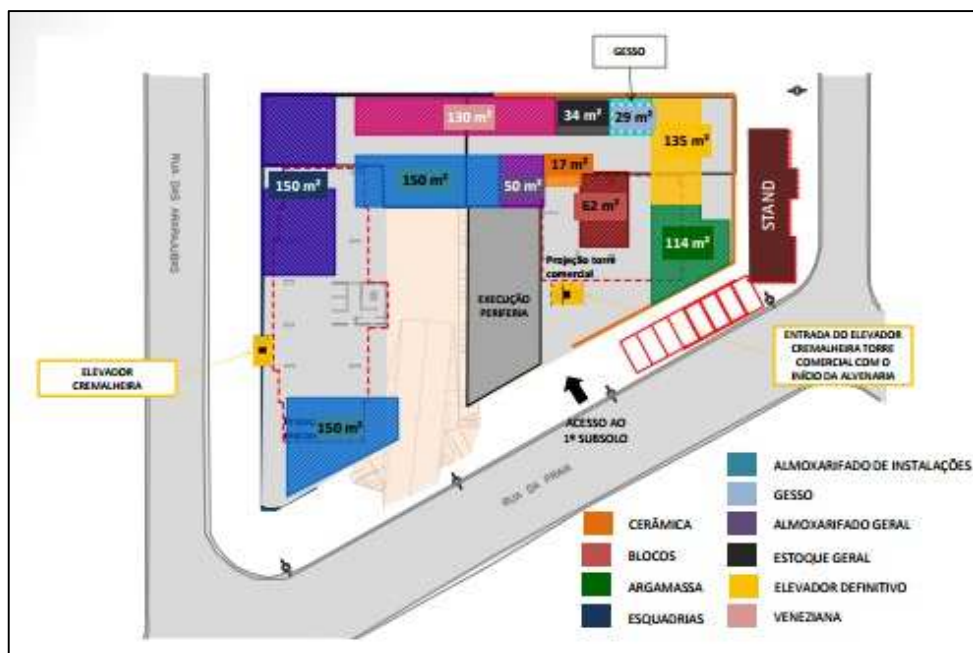 GESSO
130 m²
34 m²
29 m²
135 m²
150 m²
150 m²
50 m²
17 m²
62 m²
114 m²
STAND
RUA DAS
Projeção torre
comercial
EXECUÇÃO
PERIFERIA
ELEVADOR
CREMALHEIRA
ENTRADA DO ELEVADOR
CREMALHEIRA TORRE
COMERCIAL COM O
INÍCIO DA ALVENARIA
150 m²
ACESSO AO
1º SUBSOLO
RUA DA
ALMOXARIFADO DE INSTALAÇÕES
GESSO
CERÂMICA
ALMOXARIFADO GERAL
BLOCOS
ESTOQUE GERAL
ARGAMASSA
ELEVADOR DEFINITIVO
ESQUADRIAS
VENEZIANA